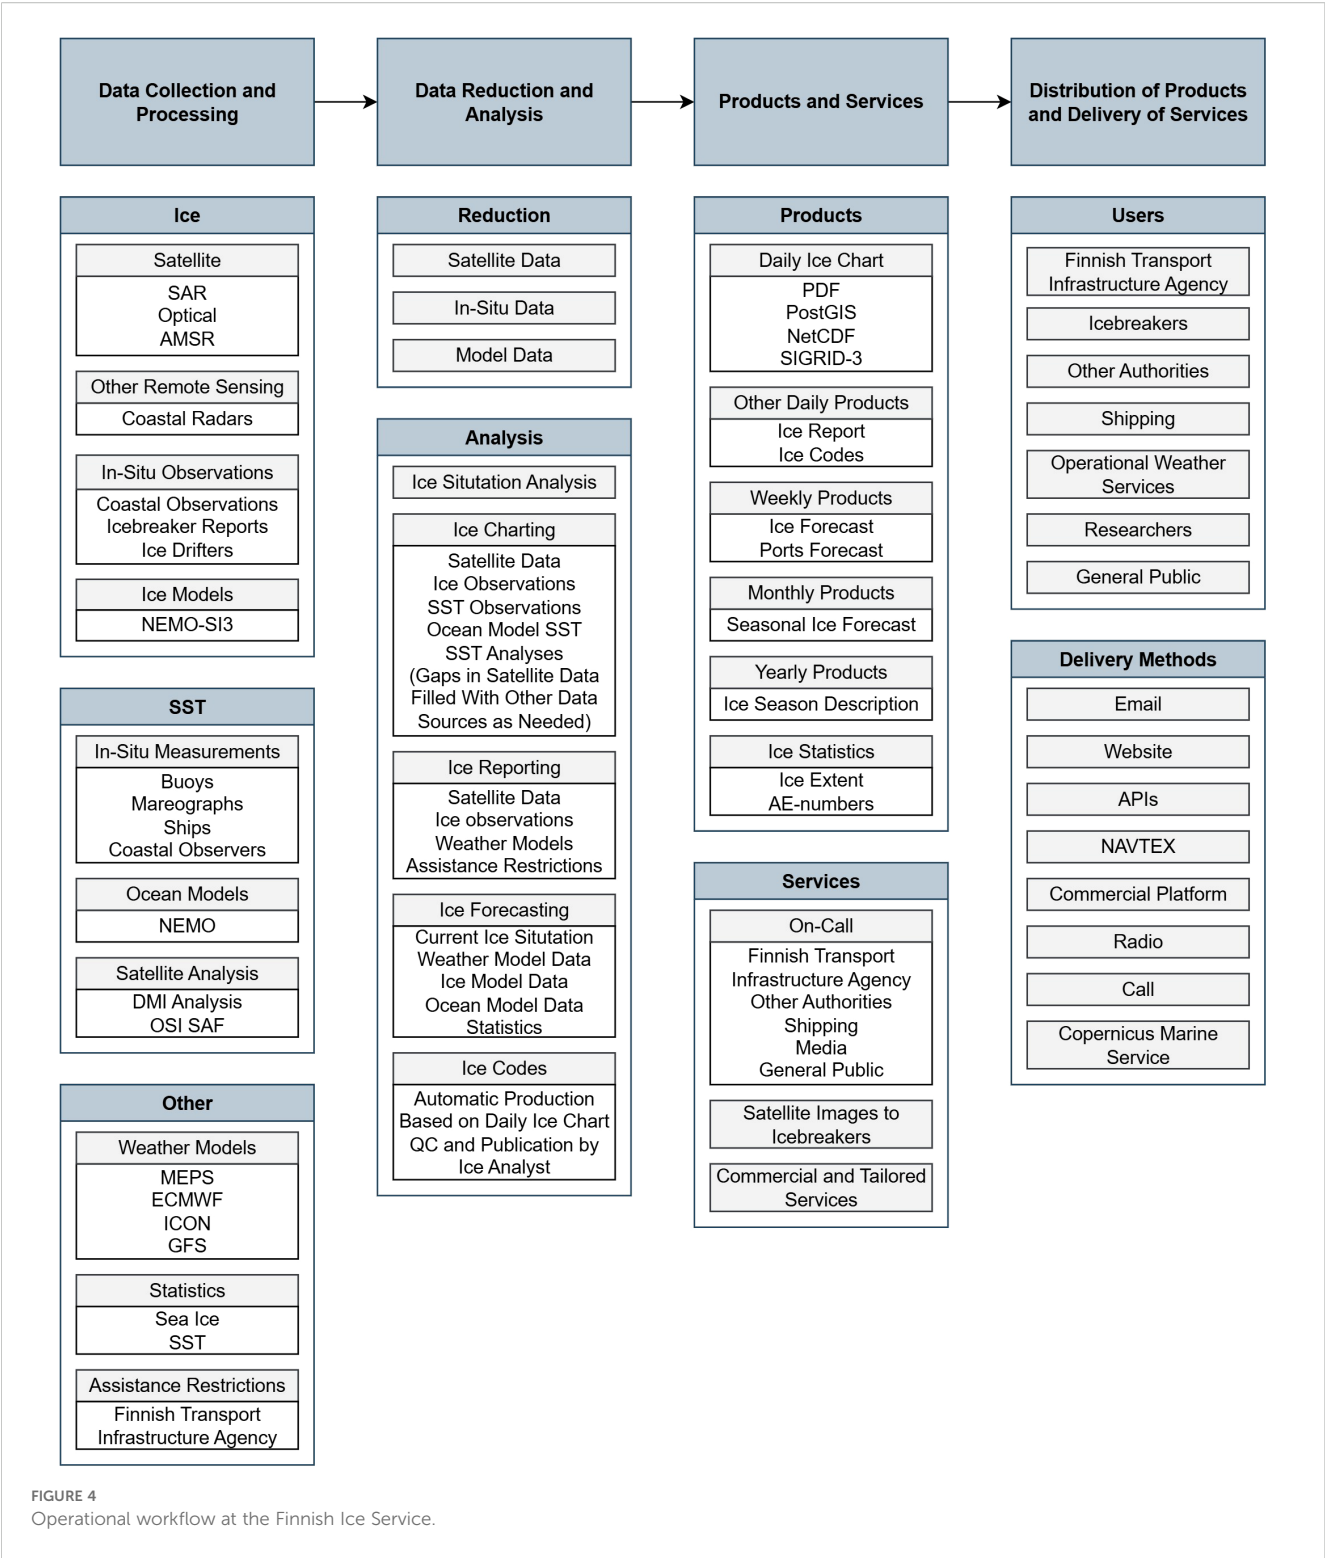 Data Collection and
Processing
Data Reduction and
Analysis
Products and Services
Distribution of Products
and Delivery of Services
Ice
Satellite
SAR
Optical
AMSR
Other Remote Sensing
Coastal Radars
In-Situ Observations
Coastal Observations
Icebreaker Reports
Ice Drifters
Ice Models
NEMO-SI3
SST
In-Situ Measurements
Buoys
Mareographs
Ships
Coastal Observers
Ocean Models
NEMO
Satellite Analysis
DMI Analysis
OSI SAF
Other
Weather Models
MEPS
ECMWF
ICON
GFS
Statistics
Sea Ice
SST
Assistance Restrictions
Finnish Transport
Infrastructure Agency
Reduction
Satellite Data
In-Situ Data
Model Data
Analysis
Ice Situtation Analysis
Ice Charting
Satellite Data
Ice Observations
SST Observations
Ocean Model SST
SST Analyses
(Gaps in Satellite Data
Filled With Other Data
Sources as Needed)
Ice Reporting
Satellite Data
Ice observations
Weather Models
Assistance Restrictions
Ice Forecasting
Current Ice Situtation
Weather Model Data
Ice Model Data
Ocean Model Data
Statistics
Ice Codes
Automatic Production
Based on Daily Ice Chart
QC and Publication by
Ice Analyst
Products
Daily Ice Chart
PDF
PostGIS
NetCDF
SIGRID-3
Other Daily Products
Ice Report
Ice Codes
Weekly Products
Ice Forecast
Ports Forecast
Monthly Products
Seasonal Ice Forecast
Yearly Products
Ice Season Description
Ice Statistics
Ice Extent
AE-numbers
Services
On-Call
Finnish Transport
Infrastructure Agency
Other Authorities
Shipping
Media
General Public
Satellite Images to
Icebreakers
Commercial and Tailored
Services
Users
Finnish Transport
Infrastructure Agency
Icebreakers
Other Authorities
Shipping
Operational Weather
Services
Researchers
General Public
Delivery Methods
Email
Website
APIs
NAVTEX
Commercial Platform
Radio
Call
Copernicus Marine
Service
FIGURE 4
Operational workflow at the Finnish Ice Service.